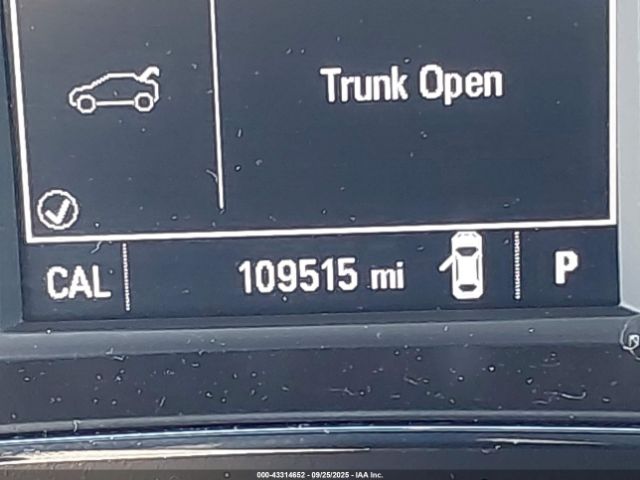 Trunk Open
CAL 109515 mi P
000-43314652 - 09/25/2025 - IAA Inc.